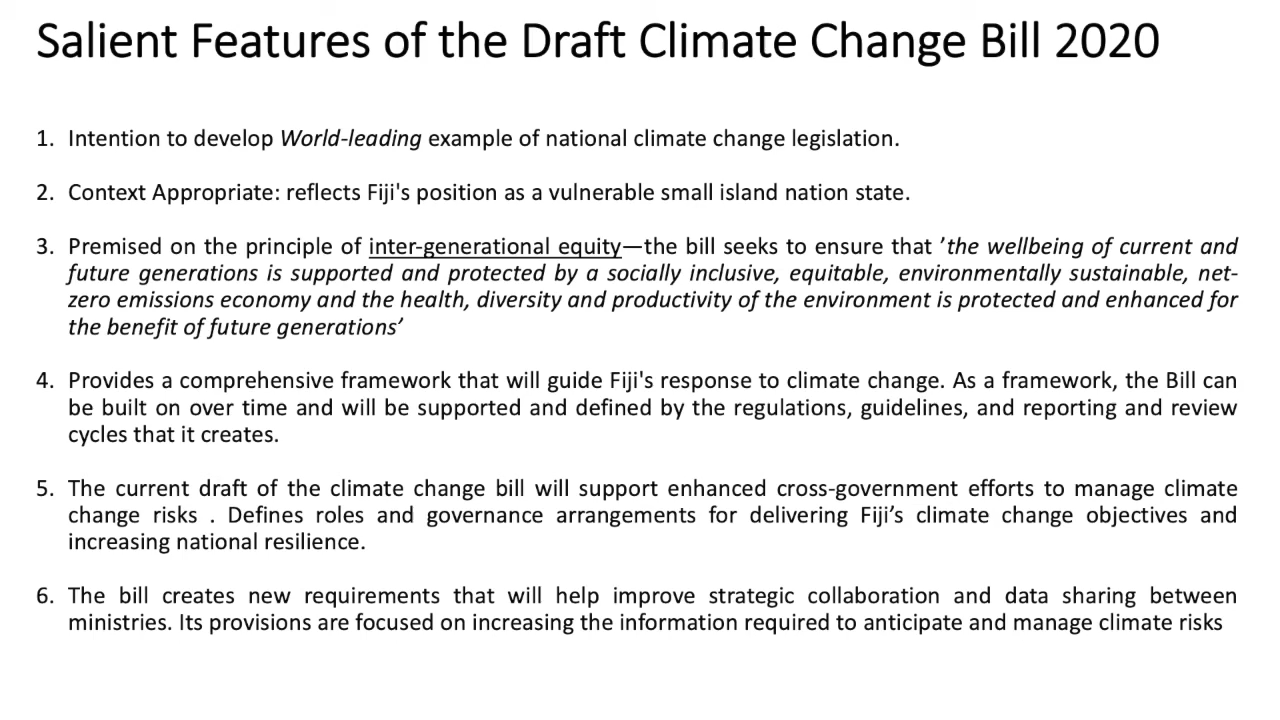 Salient Features of the Draft Climate Change Bill 2020
1. Intention to develop World-leading example of national climate change legislation.
2. Context Appropriate: reflects Fiji's position as a vulnerable small island nation state.
3. Premised on the principle of inter-generational equity—the bill seeks to ensure that ’the wellbeing of current and
future generations is supported and protected by a socially inclusive, equitable, environmentally sustainable, net-
zero emissions economy and the health, diversity and productivity of the environment is protected and enhanced for
the benefit of future generations’
4. Provides a comprehensive framework that will guide Fiji's response to climate change. As a framework, the Bill can
be built on over time and will be supported and defined by the regulations, guidelines, and reporting and review
cycles that it creates.
5. The current draft of the climate change bill will support enhanced cross-government efforts to manage climate
change risks . Defines roles and governance arrangements for delivering Fiji’s climate change objectives and
increasing national resilience.
6. The bill creates new requirements that will help improve strategic collaboration and data sharing between
ministries. Its provisions are focused on increasing the information required to anticipate and manage climate risks